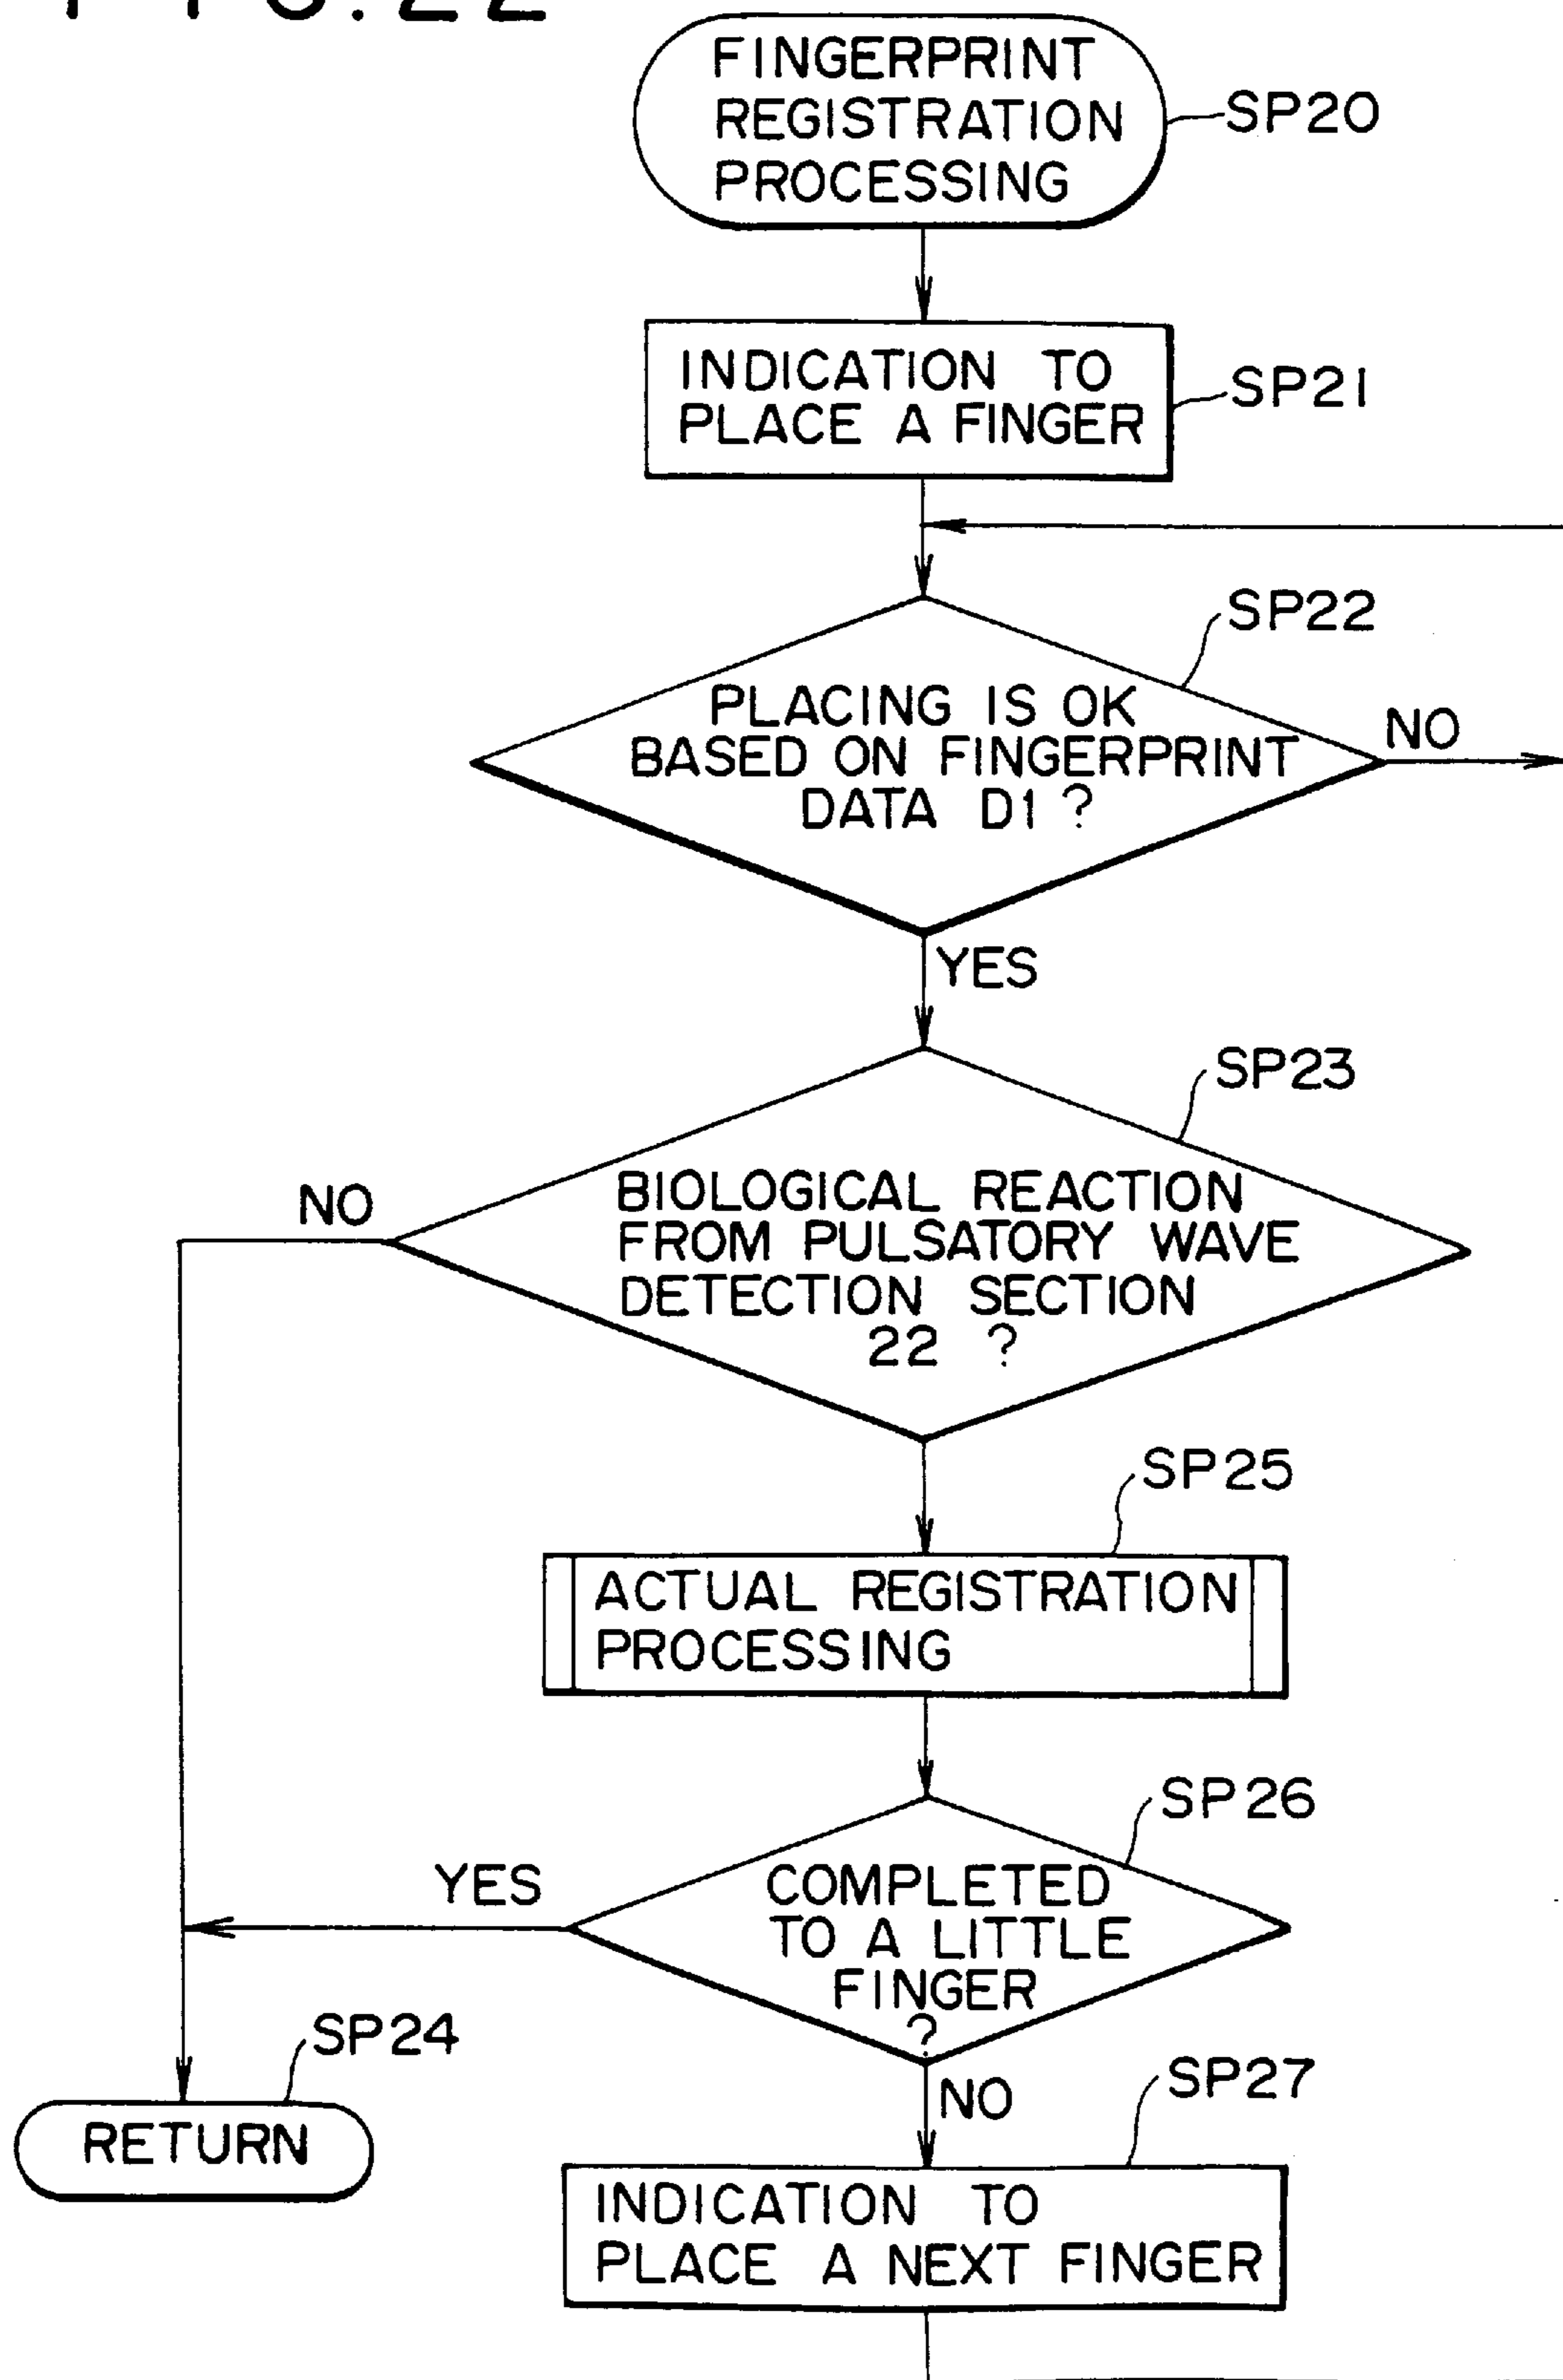 FIG.22
FINGERPRINT
REGISTRATION
PROCESSING
SP20
INDICATION TO
PLACE A FINGER
SP21
SP22
PLACING IS OK
BASED ON FINGERPRINT
DATA D1 ?
NO
YES
SP23
NO
BIOLOGICAL REACTION
FROM PULSATORY WAVE
DETECTION SECTION
22 ?
SP25
ACTUAL REGISTRATION
PROCESSING
SP26
YES
COMPLETED
TO A LITTLE
FINGER
?
SP24
RETURN
NO
SP27
INDICATION TO
PLACE A NEXT FINGER